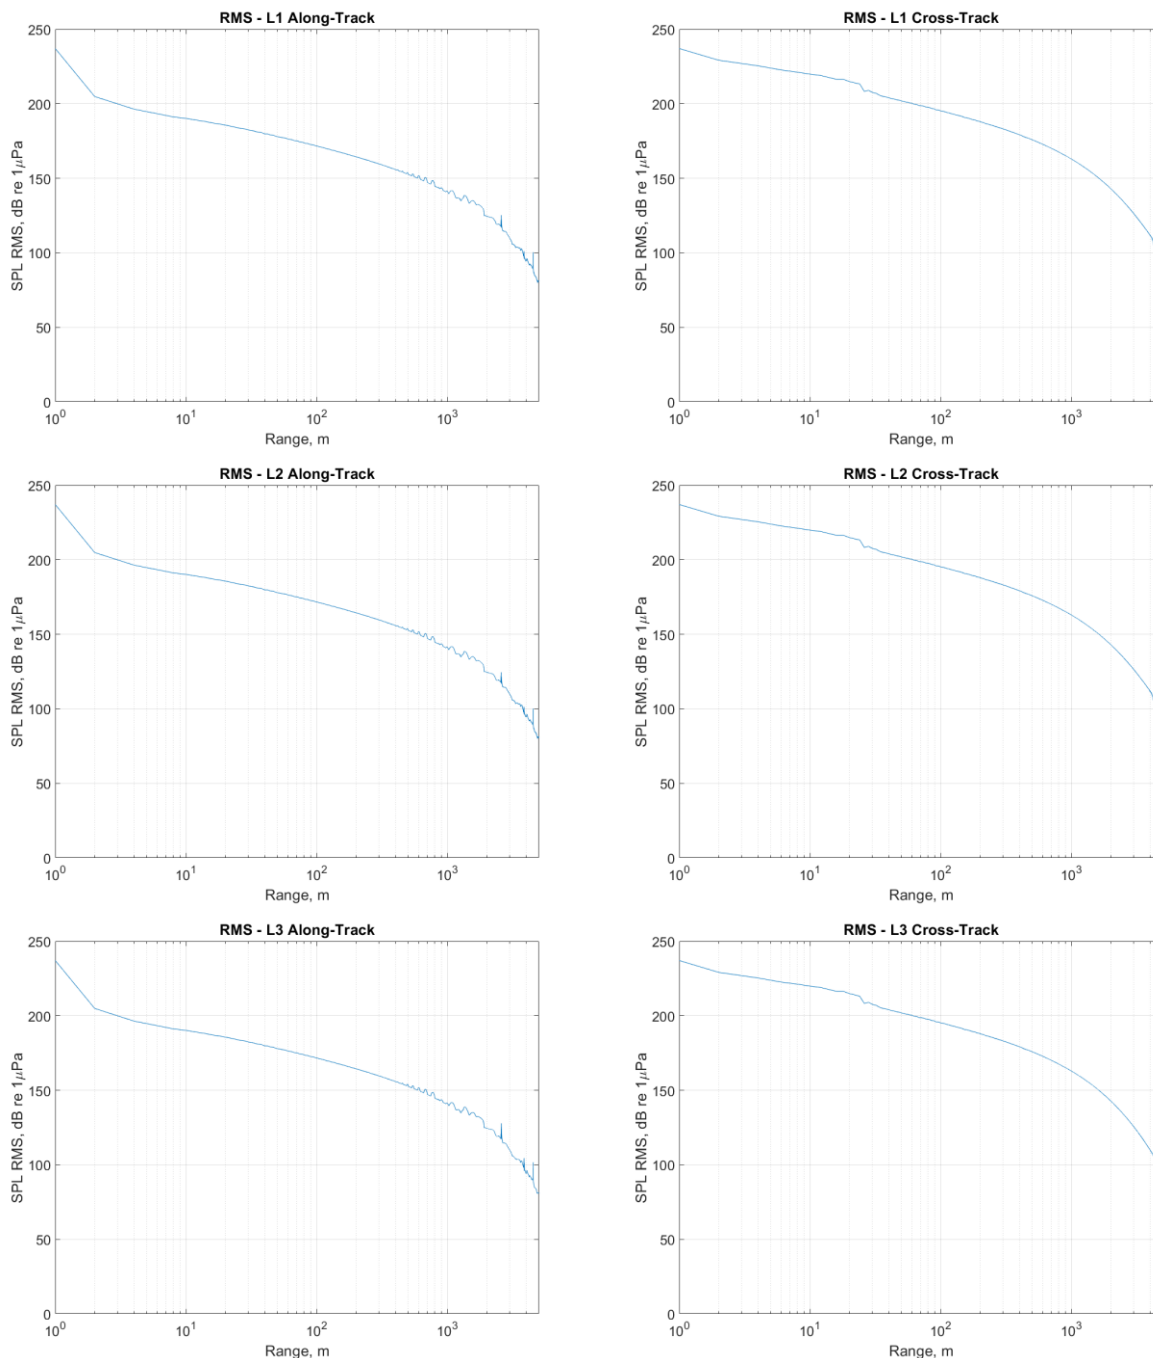 RMS - L1 Along-Track
250
200
150
100
50
0
SPL RMS, dB re 1µPa
10^0 10^1 10^2 10^3
Range, m
RMS - L1 Cross-Track
250
200
150
100
50
0
SPL RMS, dB re 1µPa
10^0 10^1 10^2 10^3
Range, m
RMS - L2 Along-Track
250
200
150
100
50
0
SPL RMS, dB re 1µPa
10^0 10^1 10^2 10^3
Range, m
RMS - L2 Cross-Track
250
200
150
100
50
0
SPL RMS, dB re 1µPa
10^0 10^1 10^2 10^3
Range, m
RMS - L3 Along-Track
250
200
150
100
50
0
SPL RMS, dB re 1µPa
10^0 10^1 10^2 10^3
Range, m
RMS - L3 Cross-Track
250
200
150
100
50
0
SPL RMS, dB re 1µPa
10^0 10^1 10^2 10^3
Range, m